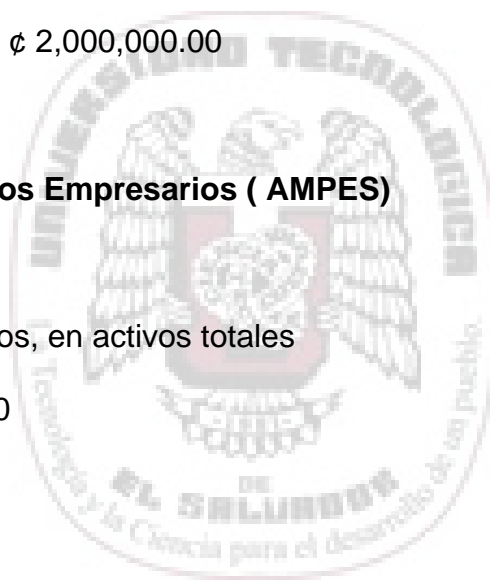 ¢ 2,000,000.00
UNIVERSIDAD TECNOLOGICA
os Empresarios ( AMPES)
os, en activos totales
0
DE
EL SALVADOR
La Tecnología y la Ciencia para el desarrollo de un pueblo.